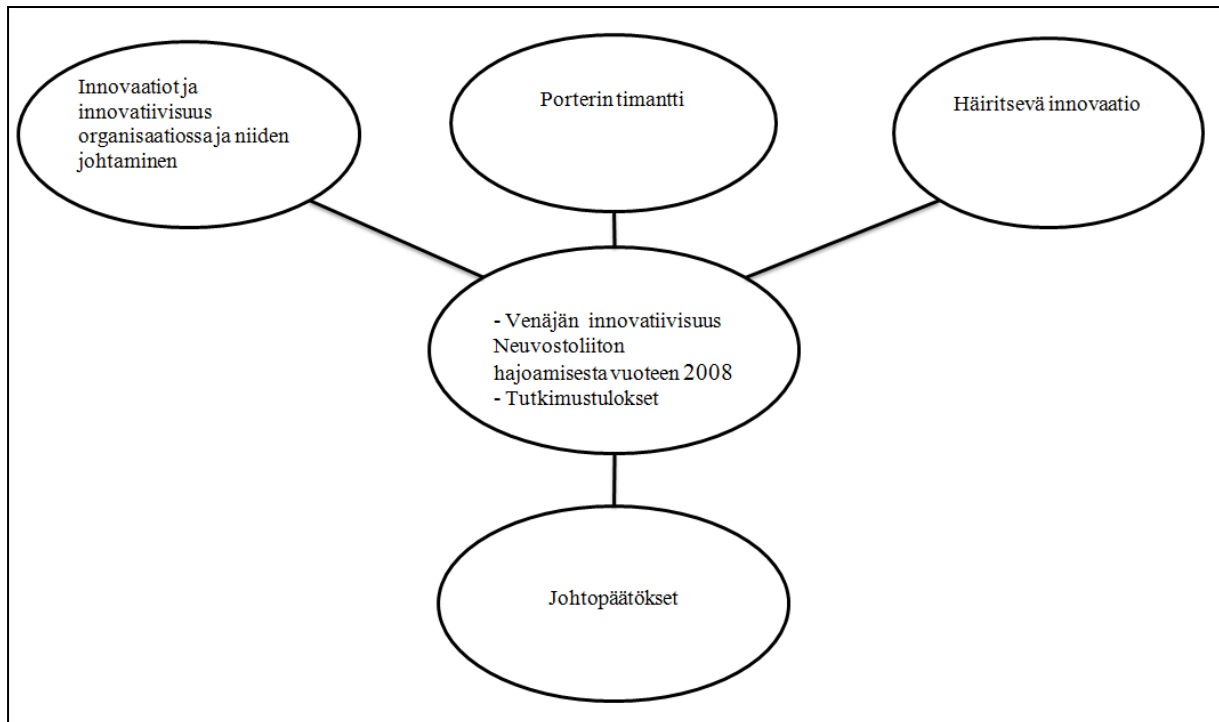 Innovaatiot ja
innovatiivisuus
organisaatiossa ja niiden
johtaminen
Porterin timantti
Häiritsevä innovaatio
- Venäjän innovatiivisuus
Neuvostoliiton
hajoamisesta vuoteen 2008
- Tutkimustulokset
Johtopäätökset